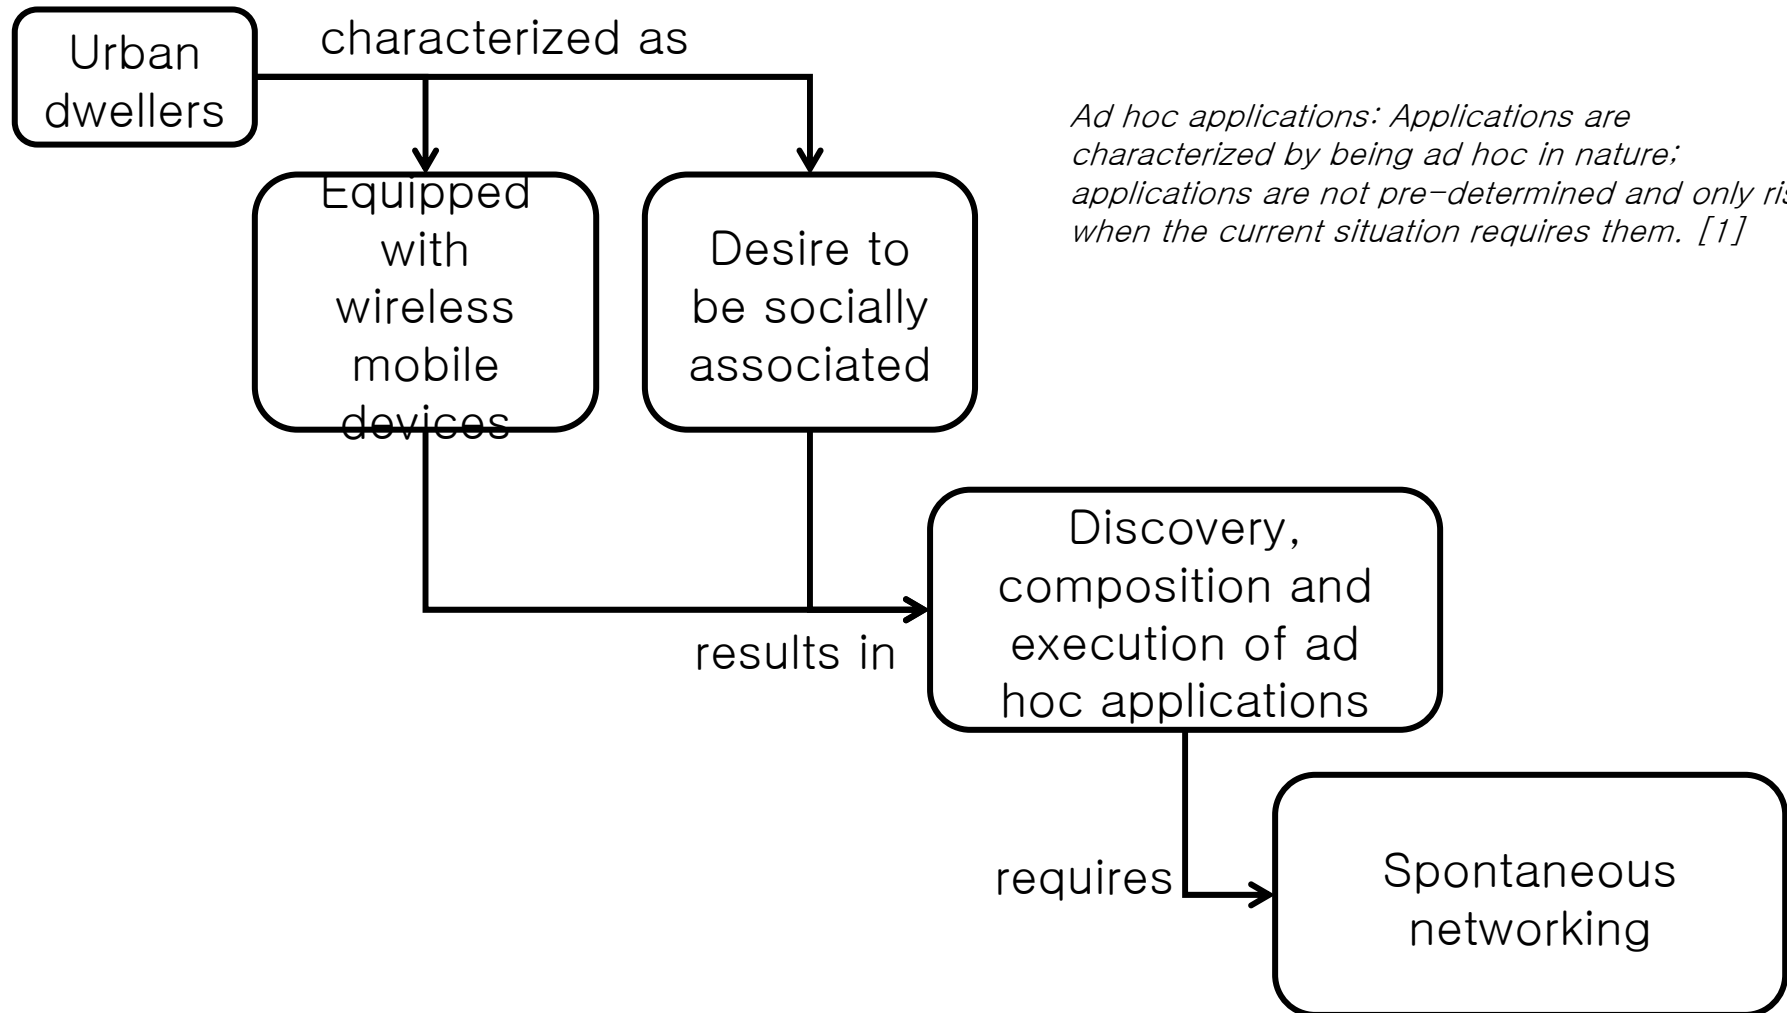 Urban
dwellers
characterized as
Ad hoc applications: Applications are
characterized by being ad hoc in nature;
applications are not pre-determined and only
when the current situation requires them. [1]
Equipped
with
wireless
mobile
devices
Desire to
be socially
associated
results in
Discovery,
composition and
execution of ad
hoc applications
requires
Spontaneous
networking